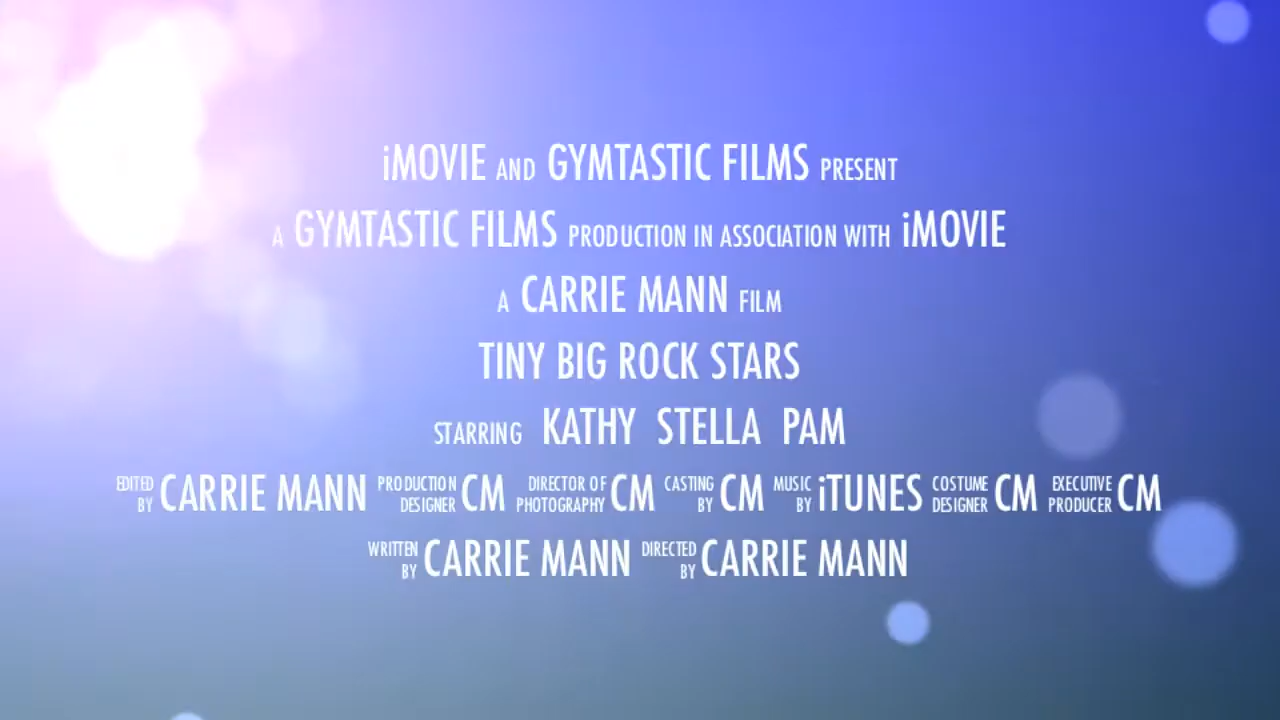 iMOVIE AND GYMTASTIC FILMS PRESENT
A GYMTASTIC FILMS PRODUCTION IN ASSOCIATION WITH iMOVIE
A CARRIE MANN FILM
TINY BIG ROCK STARS
STARRING KATHY STELLA PAM
EDITED BY CARRIE MANN PRODUCTION DESIGNER CM DIRECTOR OF PHOTOGRAPHY CM CASTING BY CM MUSIC BY iTUNES COSTUME DESIGNER CM EXECUTIVE PRODUCER CM
WRITTEN BY CARRIE MANN DIRECTED BY CARRIE MANN